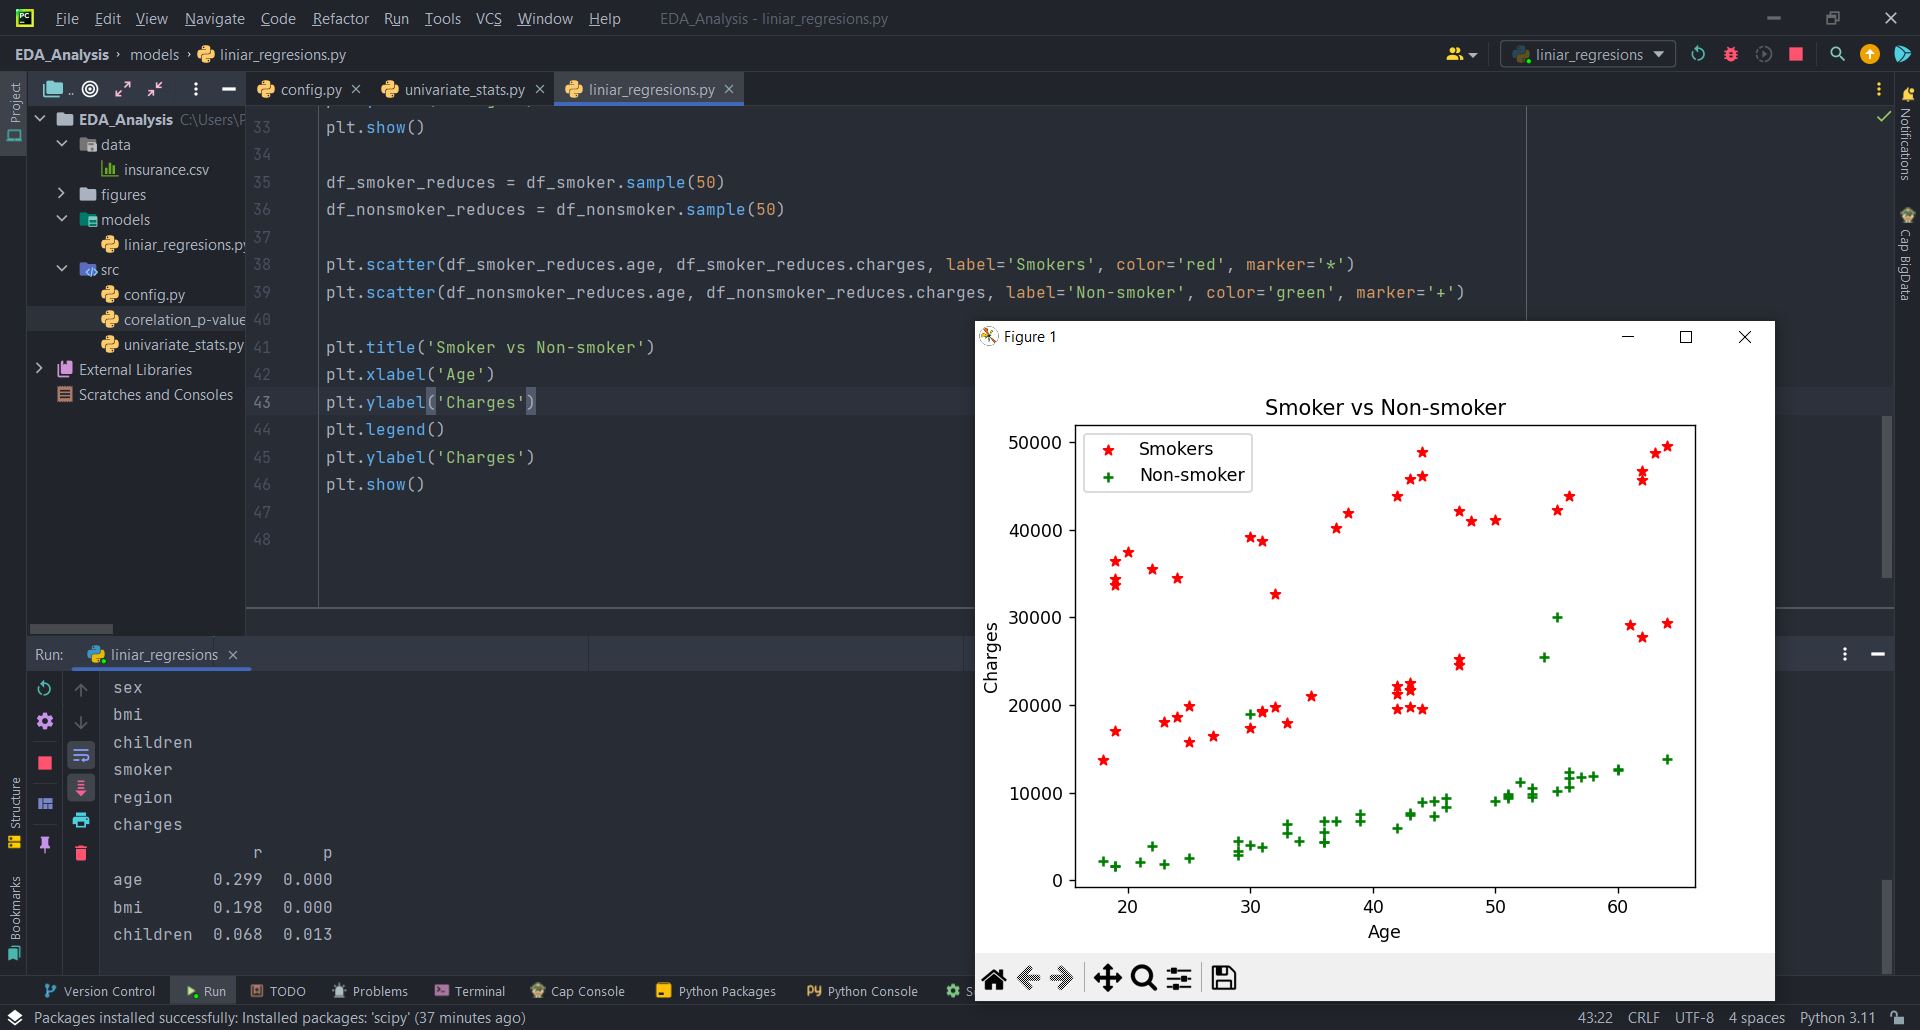 File Edit View Navigate Code Refactor Run Tools VCS Window Help EDA_Analysis - liniar_regresions.py
EDA_Analysis models liniar_regresions.py
liniar_regresions
Project
config.py univariate_stats.py liniar_regresions.py
EDA_Analysis C:\Users\P
data
insurance.csv
figures
models
liniar_regresions.py
src
config.py
corelation_p-value
univariate_stats.py
External Libraries
Scratches and Consoles
33 plt.show()
34
35 df_smoker_reduces = df_smoker.sample(50)
36 df_nonsmoker_reduces = df_nonsmoker.sample(50)
37
38 plt.scatter(df_smoker_reduces.age, df_smoker_reduces.charges, label='Smokers', color='red', marker='*')
39 plt.scatter(df_nonsmoker_reduces.age, df_nonsmoker_reduces.charges, label='Non-smoker', color='green', marker='+')
40
41 plt.title('Smoker vs Non-smoker')
42 plt.xlabel('Age')
43 plt.ylabel('Charges')
44 plt.legend()
45 plt.ylabel('Charges')
46 plt.show()
47
48
Notifications
Cap BigData
Figure 1
Smoker vs Non-smoker
Smokers
Non-smoker
50000
40000
30000
20000
10000
0
Charges
20 30 40 50 60
Age
Run: liniar_regresions
sex
bmi
children
smoker
region
charges
r p
age 0.299 0.000
bmi 0.198 0.000
children 0.068 0.013
Structure
Bookmarks
Version Control Run TODO Problems Terminal Cap Console Python Packages Python Console
Packages installed successfully: Installed packages: 'scipy' (37 minutes ago) 43:22 CRLF UTF-8 4 spaces Python 3.11